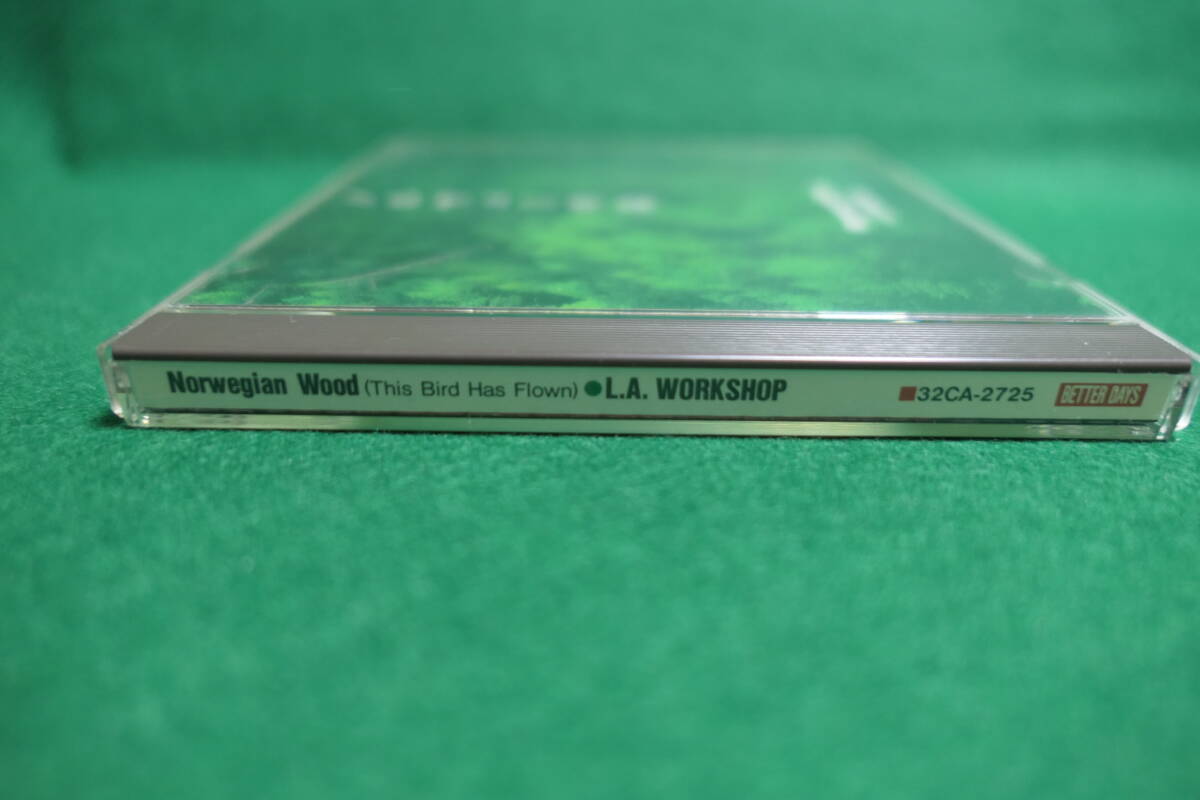 Norwegian Wood (This Bird Has Flown) ●L.A. WORKSHOP ■32CA-2725 BETTER DAYS